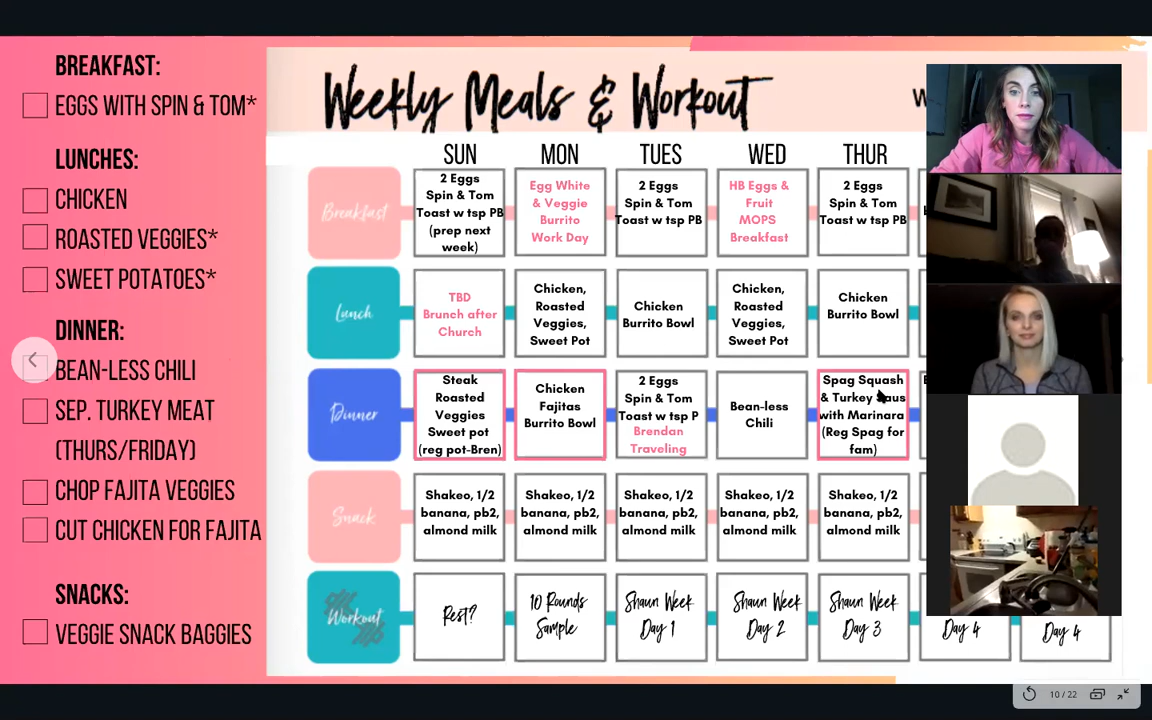 BREAKFAST:
EGGS WITH SPIN & TOM*
LUNCHES:
CHICKEN
ROASTED VEGGIES*
SWEET POTATOES*
DINNER:
BEAN-LESS CHILI
SEP. TURKEY MEAT
(THURS/FRIDAY)
CHOP FAJITA VEGGIES
CUT CHICKEN FOR FAJITA
SNACKS:
VEGGIE SNACK BAGGIES
Weekly Meals & Workout
SUN MON TUES WED THUR
Breakfast
2 Eggs
Spin & Tom
Toast w tsp PB
(prep next
week)
Egg White
& Veggie
Burrito
Work Day
2 Eggs
Spin & Tom
Toast w tsp PB
HB Eggs &
Fruit
MOPS
Breakfast
2 Eggs
Spin & Tom
Toast w tsp PB
Lunch
TBD
Brunch after
Church
Chicken,
Roasted
Veggies,
Sweet Pot
Chicken
Burrito Bowl
Chicken,
Roasted
Veggies,
Sweet Pot
Chicken
Burrito Bowl
Dinner
Steak
Roasted
Veggies
Sweet pot
(reg pot-Bren)
Chicken
Fajitas
Burrito Bowl
2 Eggs
Spin & Tom
Toast w tsp P
Brendan
Traveling
Bean-less
Chili
Spag Squash
& Turkey Saus
with Marinara
(Reg Spag for
fam)
Snack
Shakeo, 1/2
banana, pb2,
almond milk
Shakeo, 1/2
banana, pb2,
almond milk
Shakeo, 1/2
banana, pb2,
almond milk
Shakeo, 1/2
banana, pb2,
almond milk
Shakeo, 1/2
banana, pb2,
almond milk
Workout
Rest?
10 Rounds
Sample
Shaun Week
Day 1
Shaun Week
Day 2
Shaun Week
Day 3
Day 4
Day 4
10 / 22